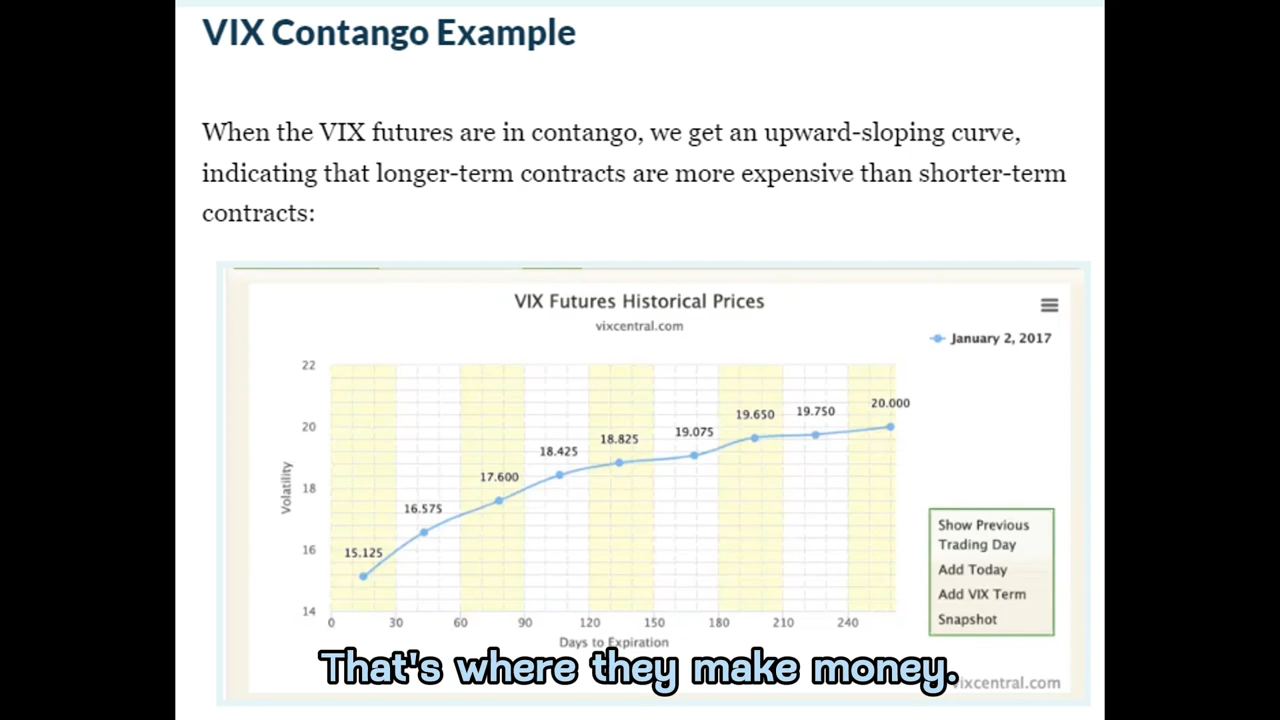 VIX Contango Example
When the VIX futures are in contango, we get an upward-sloping curve,
indicating that longer-term contracts are more expensive than shorter-term
contracts:
VIX Futures Historical Prices
vixcentral.com
January 2, 2017
22
20
18
16
14
Volatility
15.125
16.575
17.600
18.425
18.825
19.075
19.650
19.750
20.000
0 30 60 90 120 150 180 210 240
Days to Expiration
Show Previous
Trading Day
Add Today
Add VIX Term
Snapshot
That's where they make money.
vixcentral.com